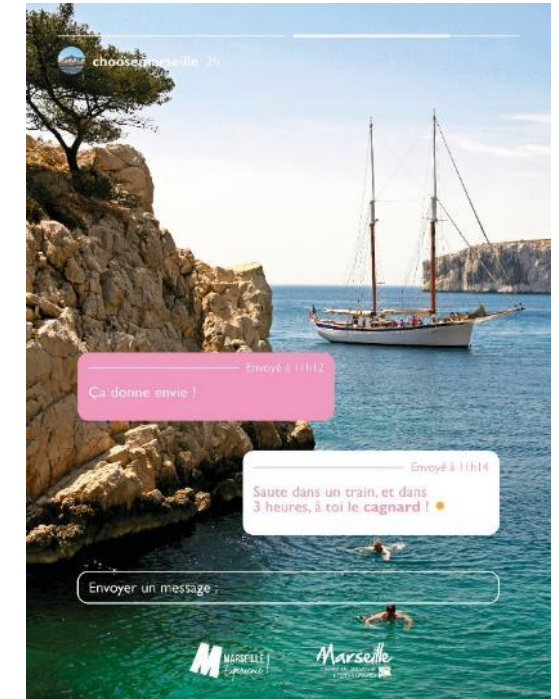 choosemarseille 2h
Envoyé à 11h12
Ça donne envie !
Envoyé à 11h14
Saute dans un train, et dans
3 heures, à toi le cagnard !
Envoyer un message :
M MARSEILLE
Expérience !
Marseille